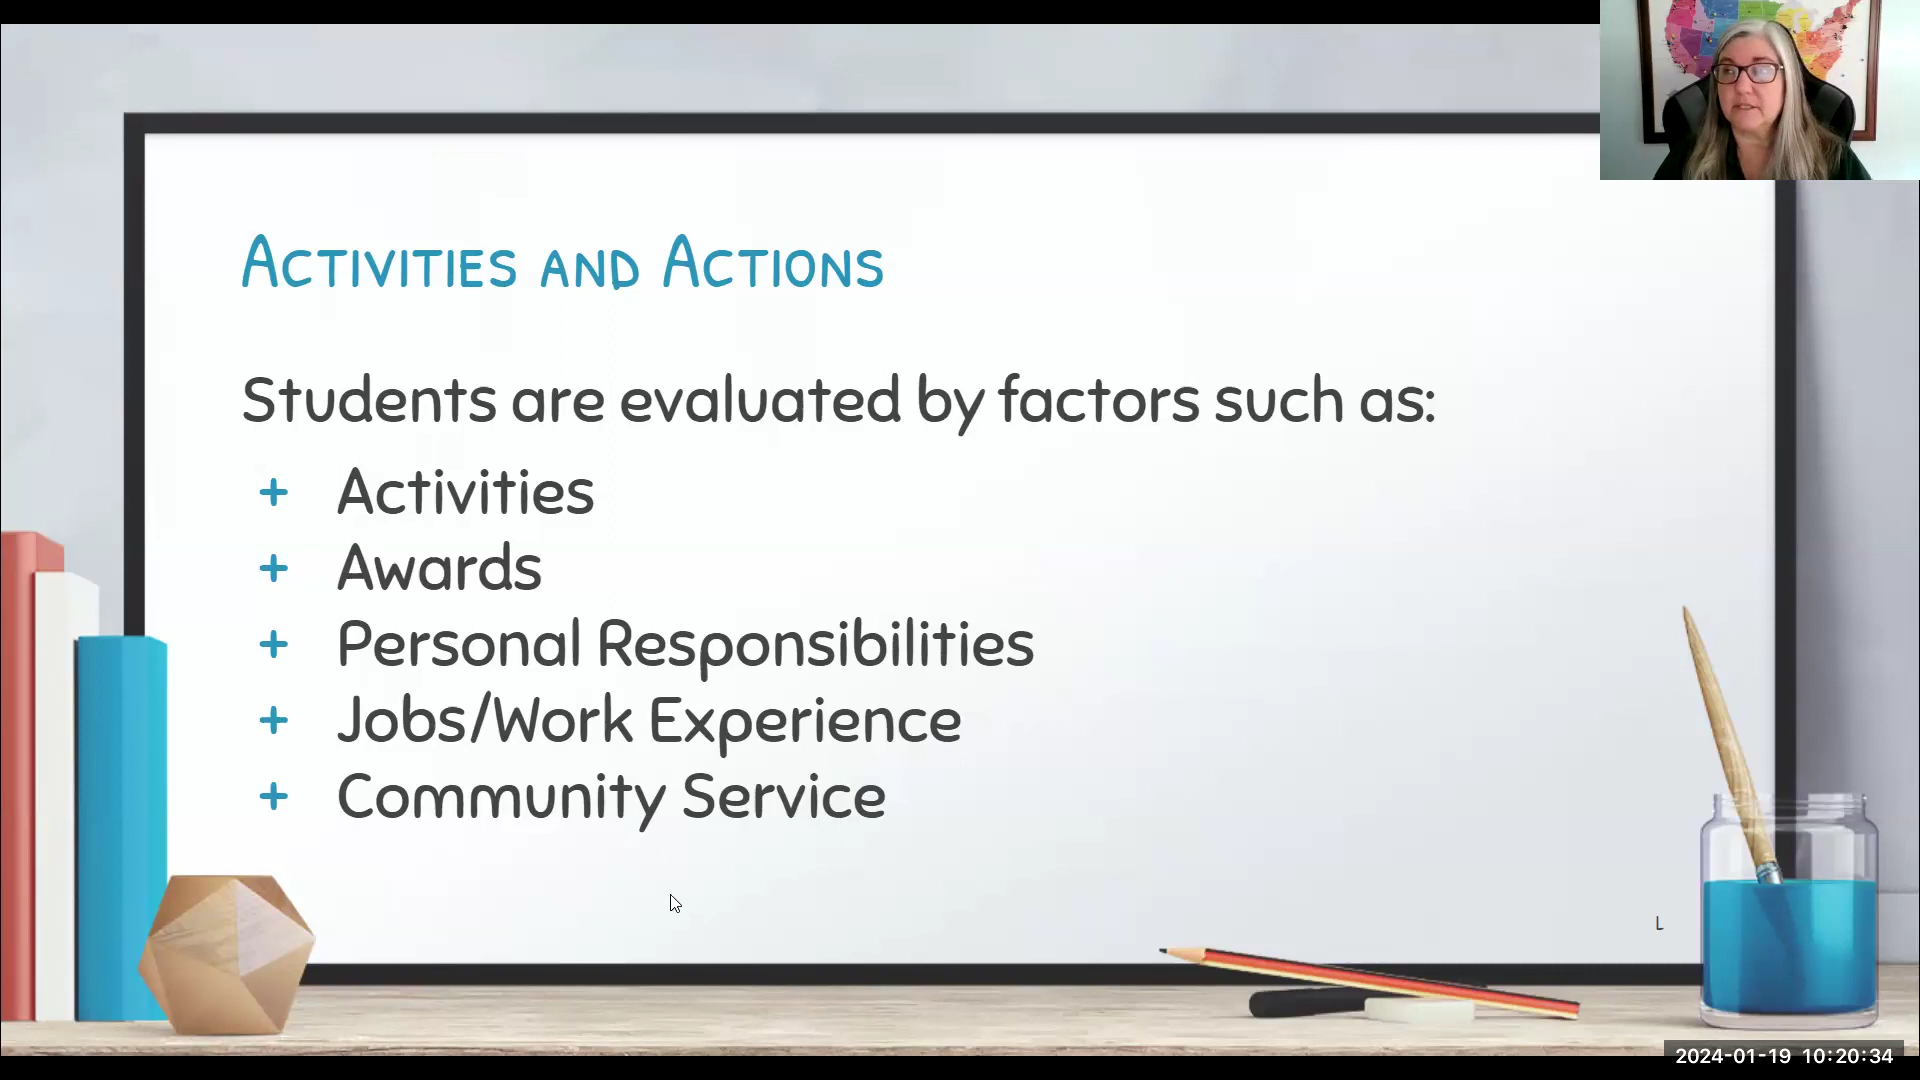 Activities and Actions
Students are evaluated by factors such as:
+ Activities
+ Awards
+ Personal Responsibilities
+ Jobs/Work Experience
+ Community Service
L
2024-01-19 10:20:34